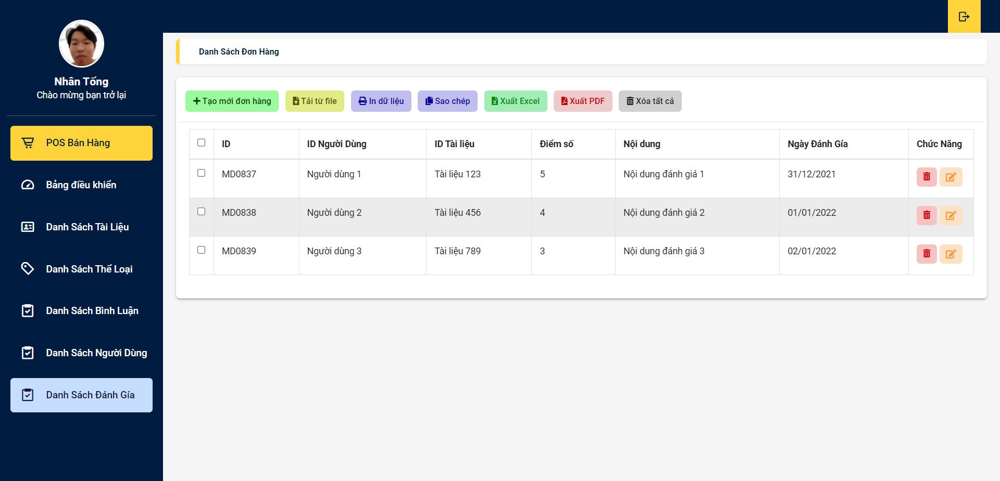 Nhân Tống
Chào mừng bạn trở lại
POS Bán Hàng
Bảng điều khiển
Danh Sách Tài Liệu
Danh Sách Thể Loại
Danh Sách Bình Luận
Danh Sách Người Dùng
Danh Sách Đánh Gía
Danh Sách Đơn Hàng
Tạo mới đơn hàng Tải từ file In dữ liệu Sao chép Xuất Excel Xuất PDF Xóa tất cả
ID ID Người Dùng ID Tài liệu Điểm số Nội dung Ngày Đánh Gía Chức Năng
MD0837 Người dùng 1 Tài liệu 123 5 Nội dung đánh giá 1 31/12/2021
MD0838 Người dùng 2 Tài liệu 456 4 Nội dung đánh giá 2 01/01/2022
MD0839 Người dùng 3 Tài liệu 789 3 Nội dung đánh giá 3 02/01/2022